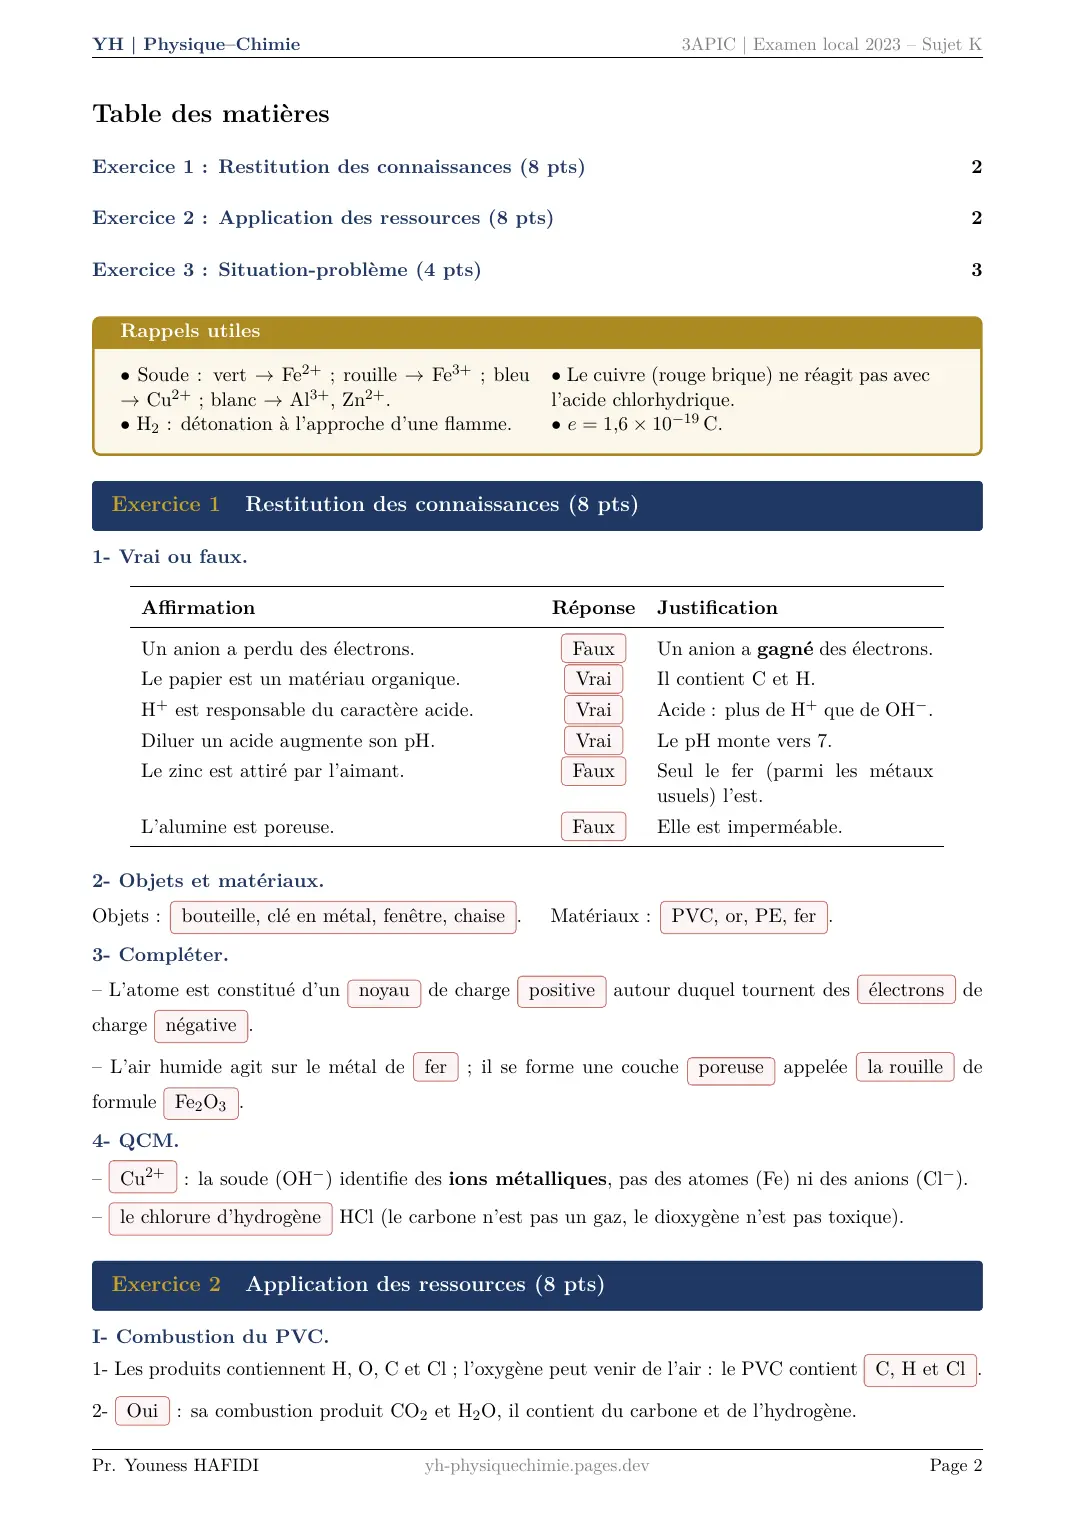 YH | Physique–Chimie
3APIC | Examen local 2023 – Sujet K
Table des matières
Exercice 1 : Restitution des connaissances (8 pts) 2
Exercice 2 : Application des ressources (8 pts) 2
Exercice 3 : Situation-problème (4 pts) 3
Rappels utiles
• Soude : vert → Fe²⁺ ; rouille → Fe³⁺ ; bleu
→ Cu²⁺ ; blanc → Al³⁺, Zn²⁺.
• H₂ : détonation à l'approche d'une flamme.
• Le cuivre (rouge brique) ne réagit pas avec
l'acide chlorhydrique.
• e = 1,6 × 10⁻¹⁹ C.
Exercice 1 Restitution des connaissances (8 pts)
1- Vrai ou faux.
Affirmation Réponse Justification
Un anion a perdu des électrons. Faux Un anion a gagné des électrons.
Le papier est un matériau organique. Vrai Il contient C et H.
H⁺ est responsable du caractère acide. Vrai Acide : plus de H⁺ que de OH⁻.
Diluer un acide augmente son pH. Vrai Le pH monte vers 7.
Le zinc est attiré par l'aimant. Faux Seul le fer (parmi les métaux
usuels) l'est.
L'alumine est poreuse. Faux Elle est imperméable.
2- Objets et matériaux.
Objets : bouteille, clé en métal, fenêtre, chaise. Matériaux : PVC, or, PE, fer.
3- Compléter.
– L'atome est constitué d'un noyau de charge positive autour duquel tournent des électrons de
charge négative.
– L'air humide agit sur le métal de fer ; il se forme une couche poreuse appelée la rouille de
formule Fe₂O₃.
4- QCM.
– Cu²⁺ : la soude (OH⁻) identifie des ions métalliques, pas des atomes (Fe) ni des anions (Cl⁻).
– le chlorure d'hydrogène HCl (le carbone n'est pas un gaz, le dioxygène n'est pas toxique).
Exercice 2 Application des ressources (8 pts)
I- Combustion du PVC.
1- Les produits contiennent H, O, C et Cl ; l'oxygène peut venir de l'air : le PVC contient C, H et Cl.
2- Oui : sa combustion produit CO₂ et H₂O, il contient du carbone et de l'hydrogène.
Pr. Youness HAFIDI
yh-physiquechimie.pages.dev
Page 2